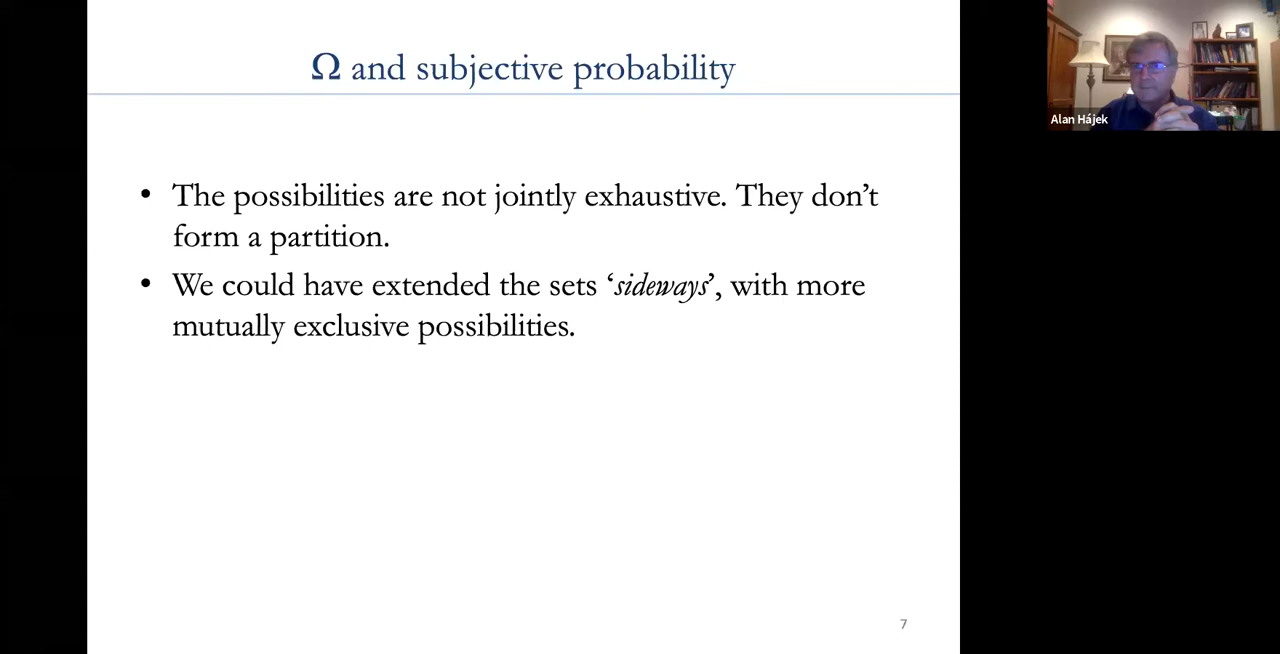 Ω and subjective probability
Alan Hájek
• The possibilities are not jointly exhaustive. They don’t
form a partition.
• We could have extended the sets ‘sideways’, with more
mutually exclusive possibilities.
7